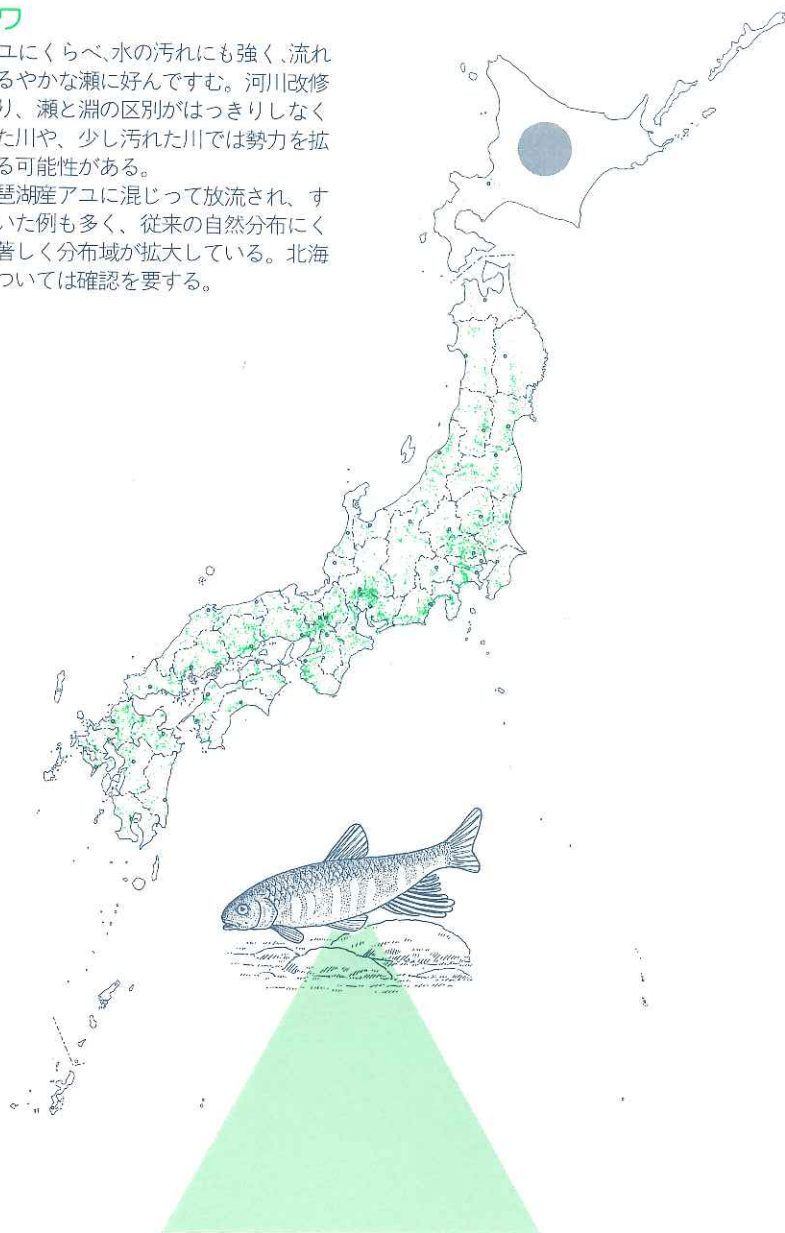 ワ
ユにくらべ、水の汚れにも強く、流れ
るやかな瀬に好んですむ。河川改修
り、瀬と淵の区別がはっきりしなく
た川や、少し汚れた川では勢力を拡
る可能性がある。
琶湖産アユに混じって放流され、す
いた例も多く、従来の自然分布にく
著しく分布域が拡大している。北海
ついては確認を要する。